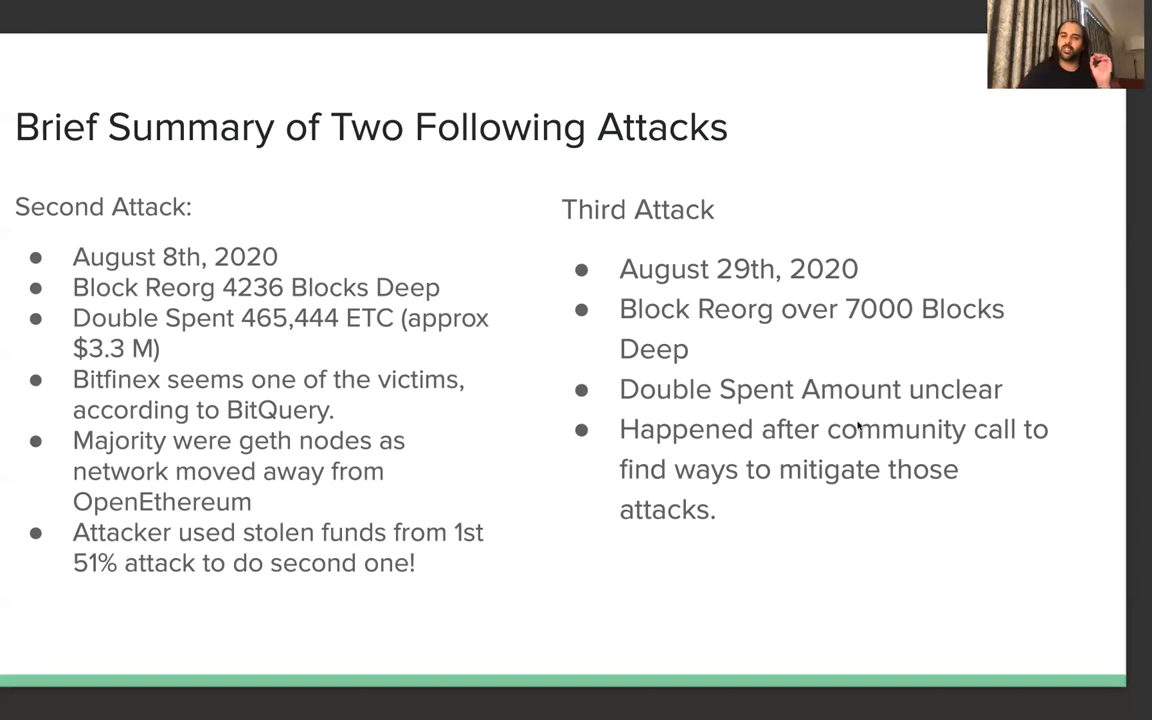 Brief Summary of Two Following Attacks
Second Attack:
● August 8th, 2020
● Block Reorg 4236 Blocks Deep
● Double Spent 465,444 ETC (approx
$3.3 M)
● Bitfinex seems one of the victims,
according to BitQuery.
● Majority were geth nodes as
network moved away from
OpenEthereum
● Attacker used stolen funds from 1st
51% attack to do second one!
Third Attack
● August 29th, 2020
● Block Reorg over 7000 Blocks
Deep
● Double Spent Amount unclear
● Happened after community call to
find ways to mitigate those
attacks.